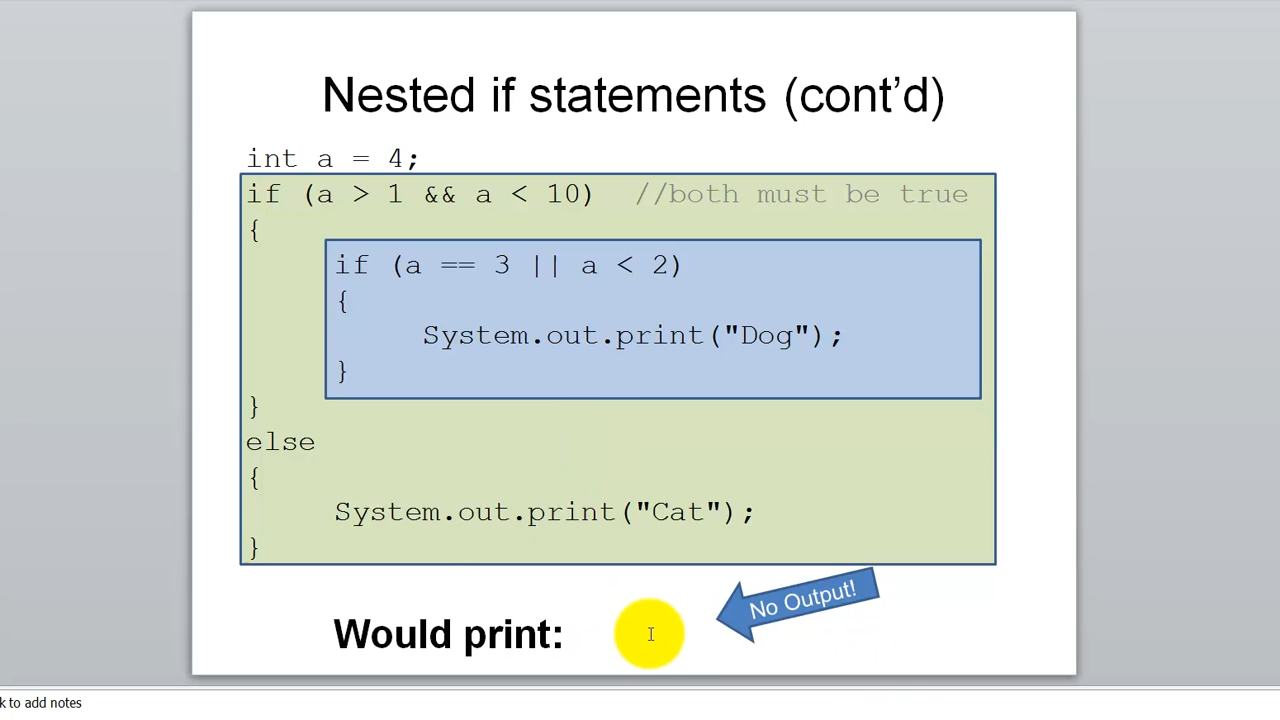 Nested if statements (cont’d)
int a = 4;
if (a > 1 && a < 10) //both must be true
{
if (a == 3 || a < 2)
{
System.out.print("Dog");
}
}
else
{
System.out.print("Cat");
}
No Output!
Would print:
k to add notes